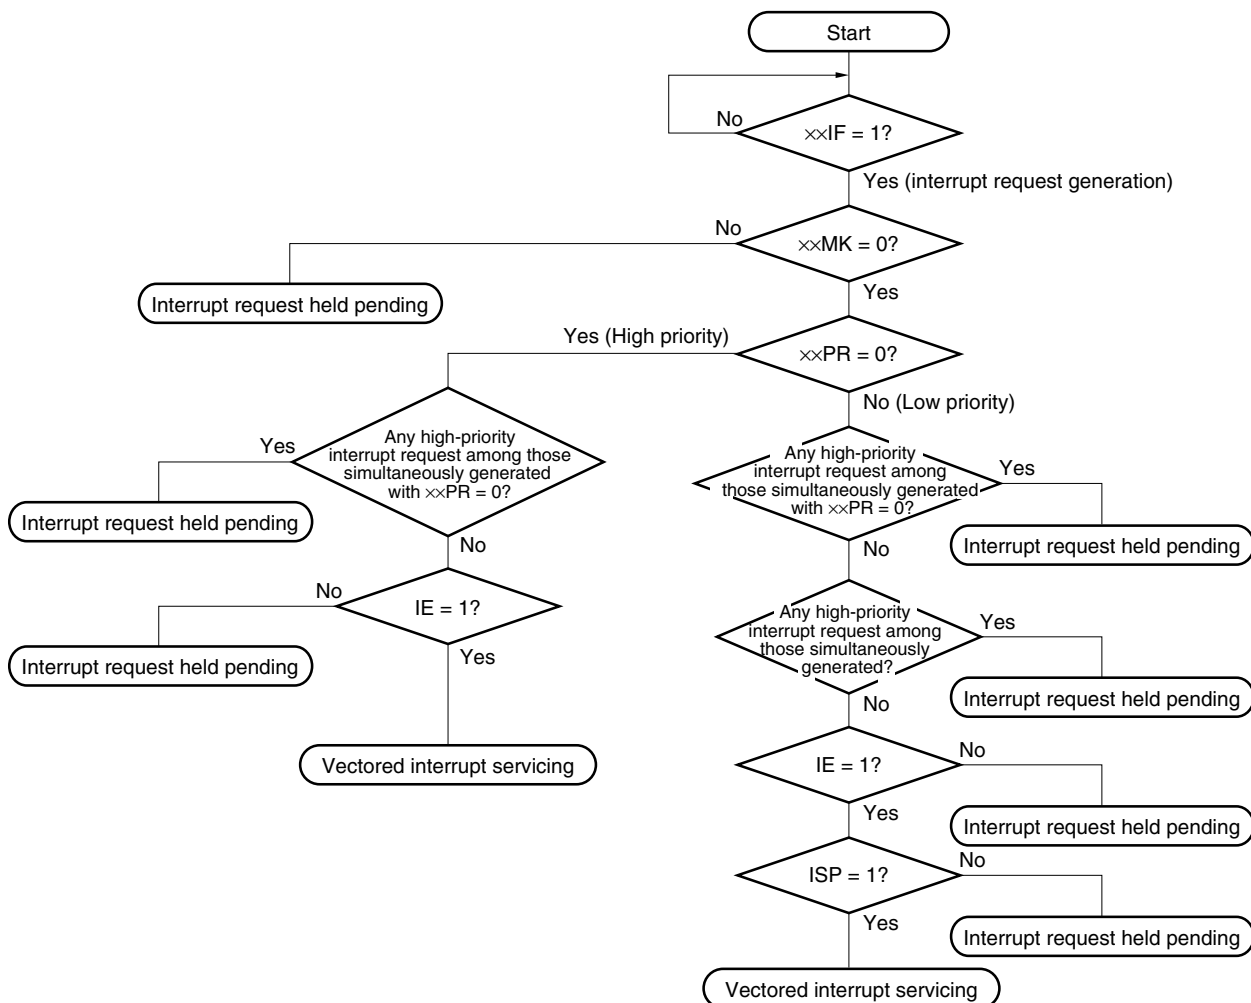 Start
No
××IF = 1?
Yes (interrupt request generation)
No
××MK = 0?
Interrupt request held pending
Yes
Yes (High priority)
××PR = 0?
No (Low priority)
Yes
Any high-priority
interrupt request among those
simultaneously generated
with ××PR = 0?
Any high-priority
interrupt request among
those simultaneously generated
with ××PR = 0?
Yes
Interrupt request held pending
No
Interrupt request held pending
No
No
IE = 1?
Any high-priority
interrupt request among
those simultaneously
generated?
Yes
Interrupt request held pending
Yes
Interrupt request held pending
No
Vectored interrupt servicing
IE = 1?
No
Yes
Interrupt request held pending
ISP = 1?
No
Yes
Interrupt request held pending
Vectored interrupt servicing